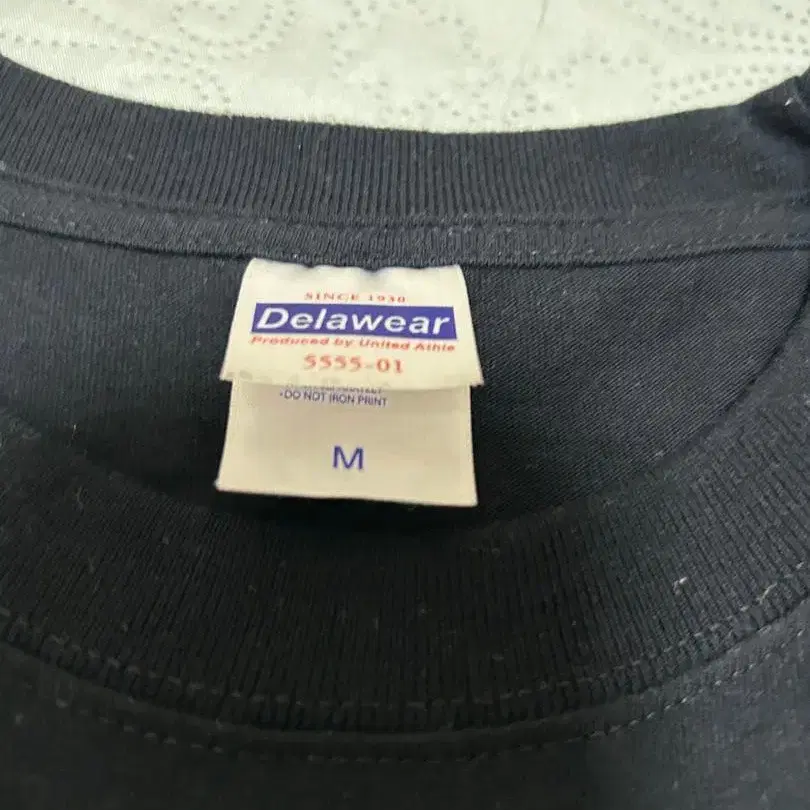 SINCE 1930
Delawear
Produced by United Athle
5555-01
•DO NOT IRON PRINT
M